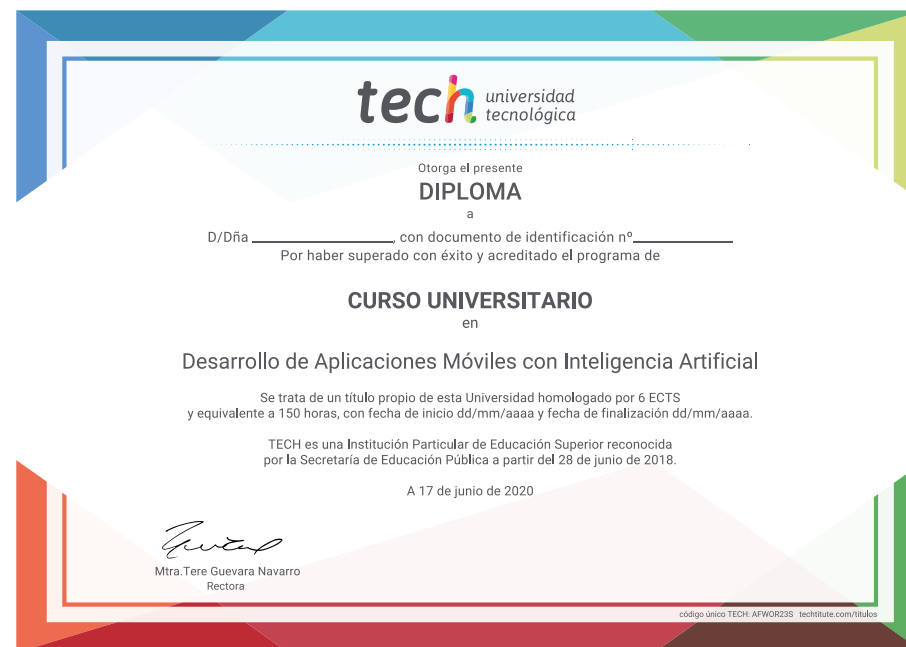 tech universidad
tecnológica
Otorga el presente
DIPLOMA
a
D/Dña ____________________, con documento de identificación nº______________
Por haber superado con éxito y acreditado el programa de
CURSO UNIVERSITARIO
en
Desarrollo de Aplicaciones Móviles con Inteligencia Artificial
Se trata de un título propio de esta Universidad homologado por 6 ECTS
y equivalente a 150 horas, con fecha de inicio dd/mm/aaaa y fecha de finalización dd/mm/aaaa.
TECH es una Institución Particular de Educación Superior reconocida
por la Secretaría de Educación Pública a partir del 28 de junio de 2018.
A 17 de junio de 2020
Mtra.Tere Guevara Navarro
Rectora
código único TECH: AFWOR23S techtitute.com/titulos